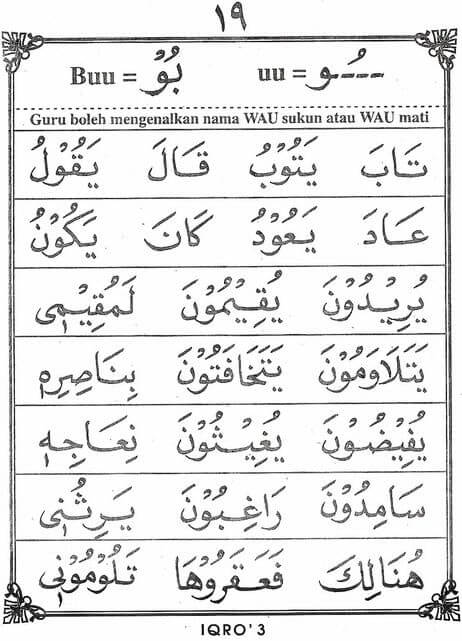 ١٩
uu = ـُـو    Buu = بُوْ
Guru boleh mengenalkan nama WAU sukun atau WAU mati
تَابَ يَتُوْبُ قَالَ يَقُوْلُ
عَادَ يَعُوْدُ كَانَ يَكُوْنُ
يُرِيْدُوْنَ يُقِيْمُوْنَ لَمُقِيْمِى
يَتَلَاوَمُوْنَ يَتَخَافَتُوْنَ بِنَاصِرِهِ
يُفِيْضُوْنَ يُغِيْثُوْنَ نِعَاجِهِ
سَامِدُوْنَ رَاغِبُوْنَ يَرِثُنِى
هُنَالِكَ فَعَقَرُوْهَا تَلُوْمُوْنِى
IQRO' 3